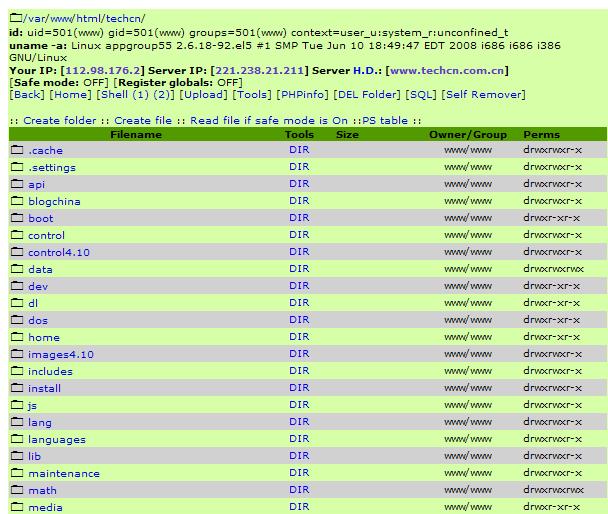 /var/www/html/techcn/
id: uid=501(www) gid=501(www) groups=501(www) context=user_u:system_r:unconfined_t
uname -a: Linux appgroup55 2.6.18-92.el5 #1 SMP Tue Jun 10 18:49:47 EDT 2008 i686 i686 i386
GNU/Linux
Your IP: [112.98.176.2] Server IP: [221.238.21.211] Server H.D.: [www.techcn.com.cn]
[Safe mode: OFF] [Register globals: OFF]
[Back] [Home] [Shell (1) (2)] [Upload] [Tools] [PHPinfo] [DEL Folder] [SQL] [Self Remover]
:: Create folder :: Create file :: Read file if safe mode is On ::PS table ::
Filename Tools Size Owner/Group Perms
.cache DIR www/www drwxrwxr-x
.settings DIR www/www drwxrwxr-x
api DIR www/www drwxrwxr-x
blogchina DIR www/www drwxrwxr-x
boot DIR www/www drwxr-xr-x
control DIR www/www drwxrwxr-x
control4.10 DIR www/www drwxrwxr-x
data DIR www/www drwxrwxrwx
dev DIR www/www drwxr-xr-x
dl DIR www/www drwxr-xr-x
dos DIR www/www drwxr-xr-x
home DIR www/www drwxr-xr-x
images4.10 DIR www/www drwxrwxr-x
includes DIR www/www drwxrwxr-x
install DIR www/www drwxrwxr-x
js DIR www/www drwxrwxr-x
lang DIR www/www drwxrwxr-x
languages DIR www/www drwxrwxr-x
lib DIR www/www drwxrwxr-x
maintenance DIR www/www drwxrwxr-x
math DIR www/www drwxrwxrwx
media DIR www/www drwxr-xr-x